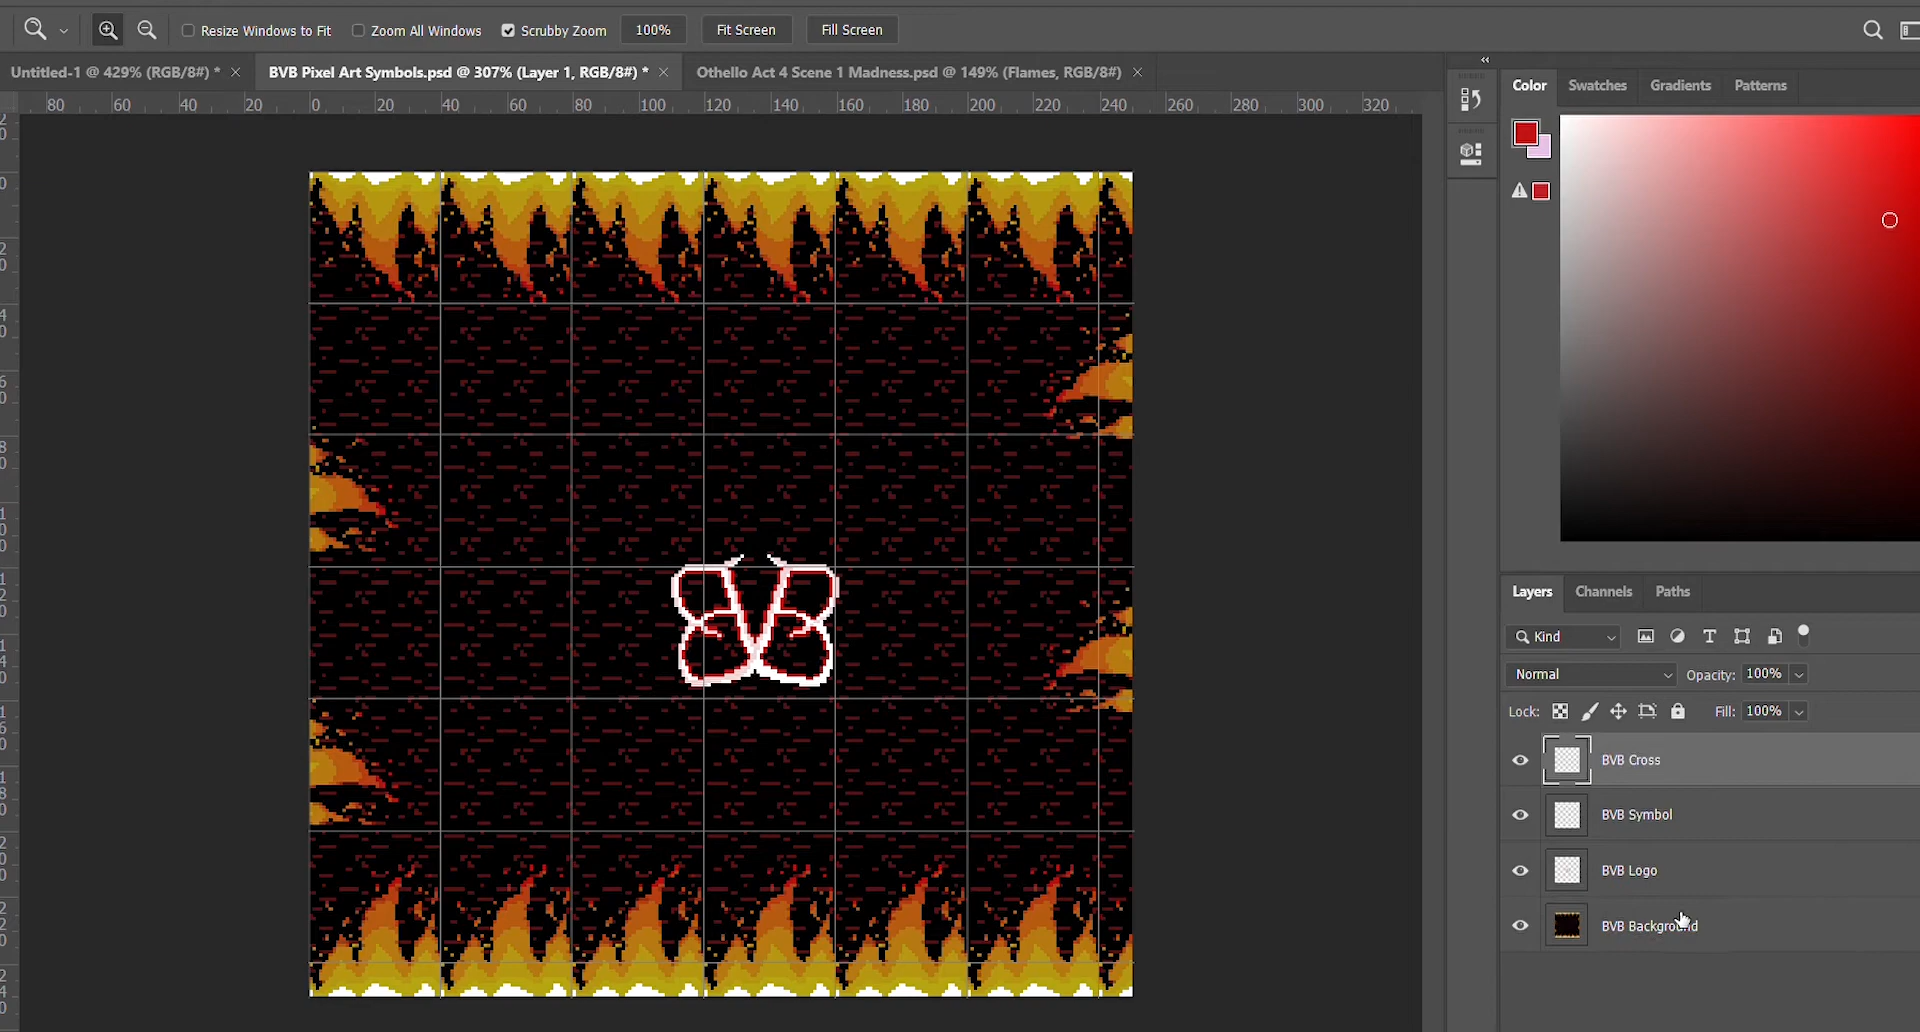 Resize Windows to Fit Zoom All Windows Scrubby Zoom 100% Fit Screen Fill Screen
Untitled-1 @ 429% (RGB/8#) * × BVB Pixel Art Symbols.psd @ 307% (Layer 1, RGB/8#) * × Othello Act 4 Scene 1 Madness.psd @ 149% (Flames, RGB/8#) ×
80 60 40 20 0 20 40 60 80 100 120 140 160 180 200 220 240 260 280 300 320
Color Swatches Gradients Patterns
Layers Channels Paths
Kind
Normal Opacity: 100%
Lock: Fill: 100%
BVB Cross
BVB Symbol
BVB Logo
BVB Background